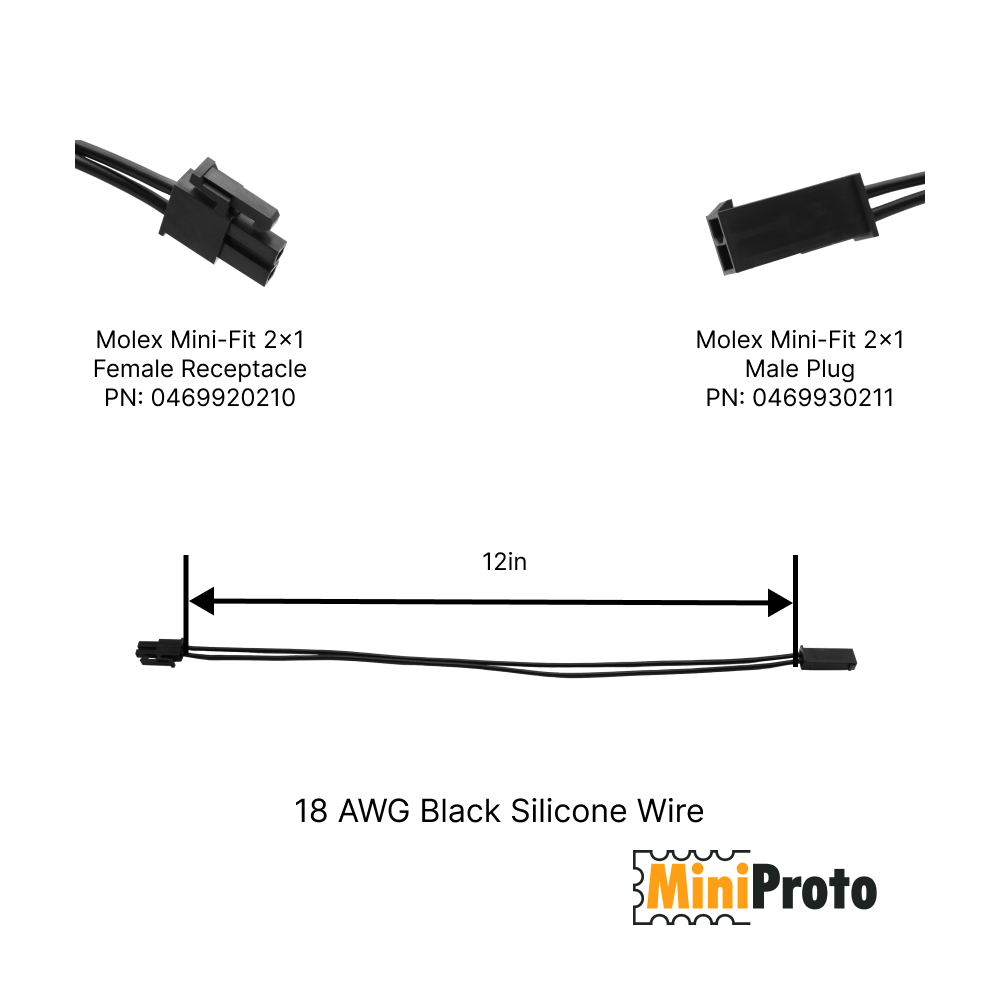 Molex Mini-Fit 2×1
Female Receptacle
PN: 0469920210
Molex Mini-Fit 2×1
Male Plug
PN: 0469930211
12in
18 AWG Black Silicone Wire
MiniProto